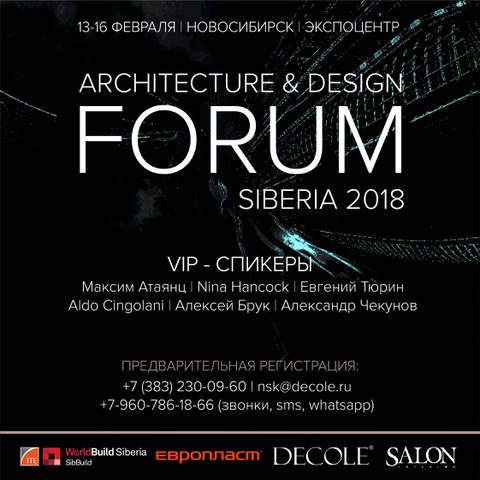 13-16 ФЕВРАЛЯ | НОВОСИБИРСК | ЭКСПОЦЕНТР
ARCHITECTURE & DESIGN
FORUM
SIBERIA 2018
VIP - СПИКЕРЫ
Максим Атаянц | Nina Hancock | Евгений Тюрин
Aldo Cingolani | Алексей Брук | Александр Чекунов
ПРЕДВАРИТЕЛЬНАЯ РЕГИСТРАЦИЯ:
+7 (383) 230-09-60 | nsk@decole.ru
+7-960-786-18-66 (звонки, sms, whatsapp)
ITE WorldBuild Siberia
SibBuild
ЕВРОПЛАСТ® DECOLE® SALON
INTERIOR